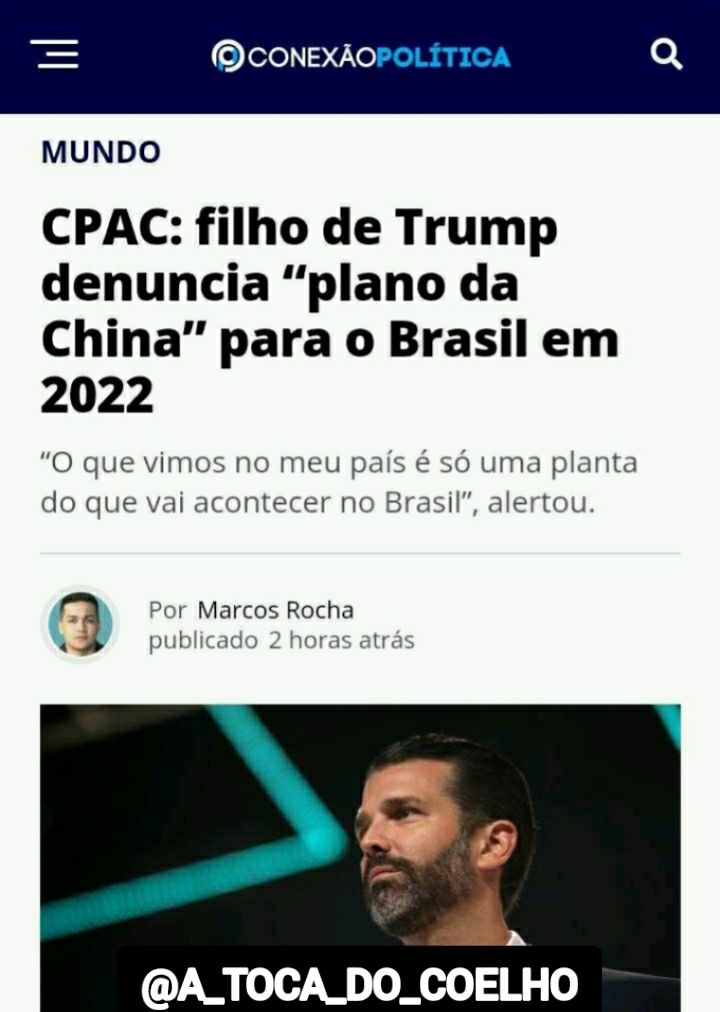 CONEXÃOPOLÍTICA
MUNDO
CPAC: filho de Trump
denuncia “plano da
China” para o Brasil em
2022
“O que vimos no meu país é só uma planta
do que vai acontecer no Brasil”, alertou.
Por Marcos Rocha
publicado 2 horas atrás
@A_TOCA_DO_COELHO